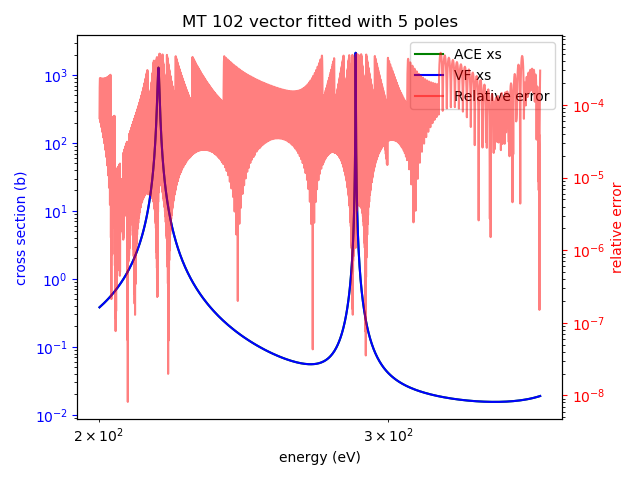 MT 102 vector fitted with 5 poles
ACE xs
VF xs
Relative error
cross section (b)
10³
10²
10¹
10⁰
10⁻¹
10⁻²
relative error
10⁻⁴
10⁻⁵
10⁻⁶
10⁻⁷
10⁻⁸
2 × 10²
3 × 10²
energy (eV)